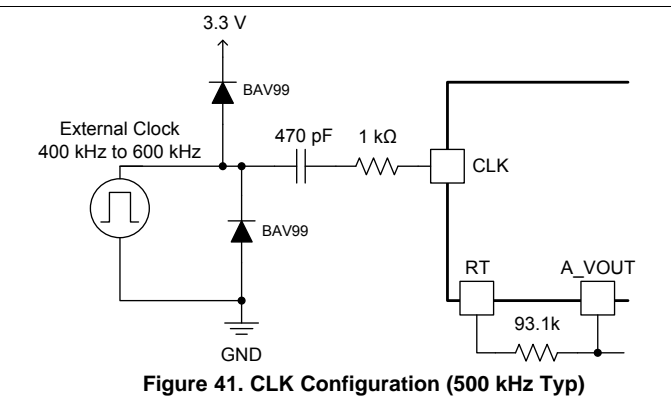 3.3 V
BAV99
External Clock
400 kHz to 600 kHz
470 pF
1 kΩ
CLK
BAV99
RT
A_VOUT
93.1k
GND
Figure 41. CLK Configuration (500 kHz Typ)